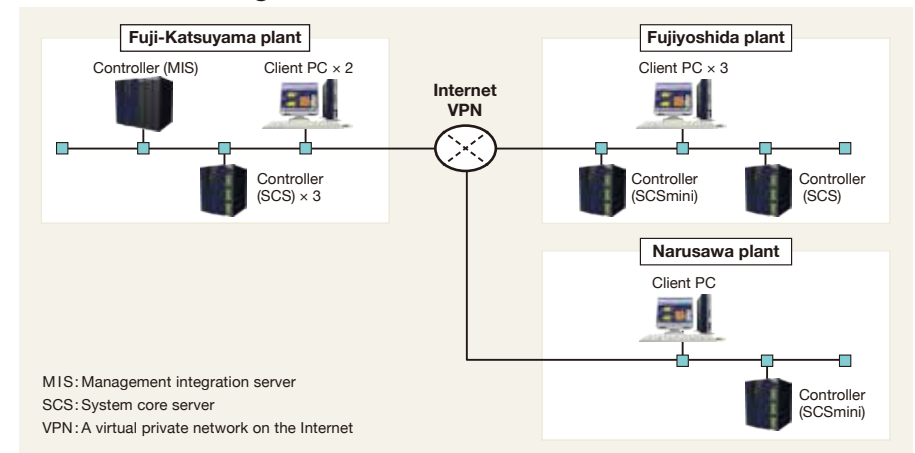 Fuji-Katsuyama plant
Controller (MIS)
Client PC × 2
Controller
(SCS) × 3
Internet
VPN
Fujiyoshida plant
Client PC × 3
Controller
(SCSmini)
Controller
(SCS)
Narusawa plant
Client PC
Controller
(SCSmini)
MIS: Management integration server
SCS: System core server
VPN: A virtual private network on the Internet